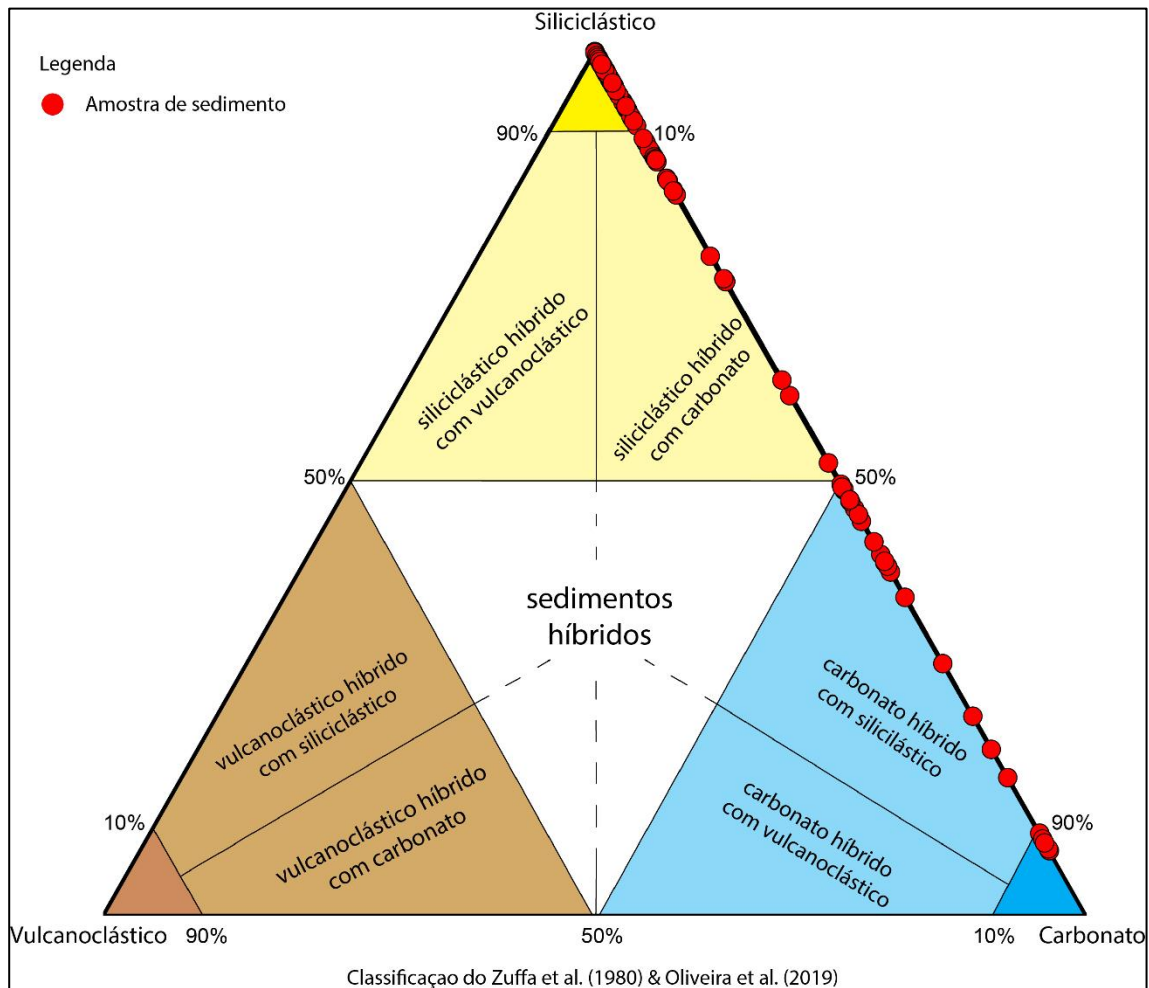 Siliciclástico
Legenda
Amostra de sedimento
90%
10%
siliciclástico híbrido
com vulcanoclástico
siliciclástico híbrido
com carbonato
50%
50%
sedimentos
híbridos
vulcanoclástico híbrido
com siliciclástico
carbonato híbrido
com silicilástico
vulcanoclástico híbrido
com carbonato
carbonato híbrido
com vulcanoclástico
10%
90%
Vulcanoclástico
90%
50%
10%
Carbonato
Classificaçao do Zuffa et al. (1980) & Oliveira et al. (2019)